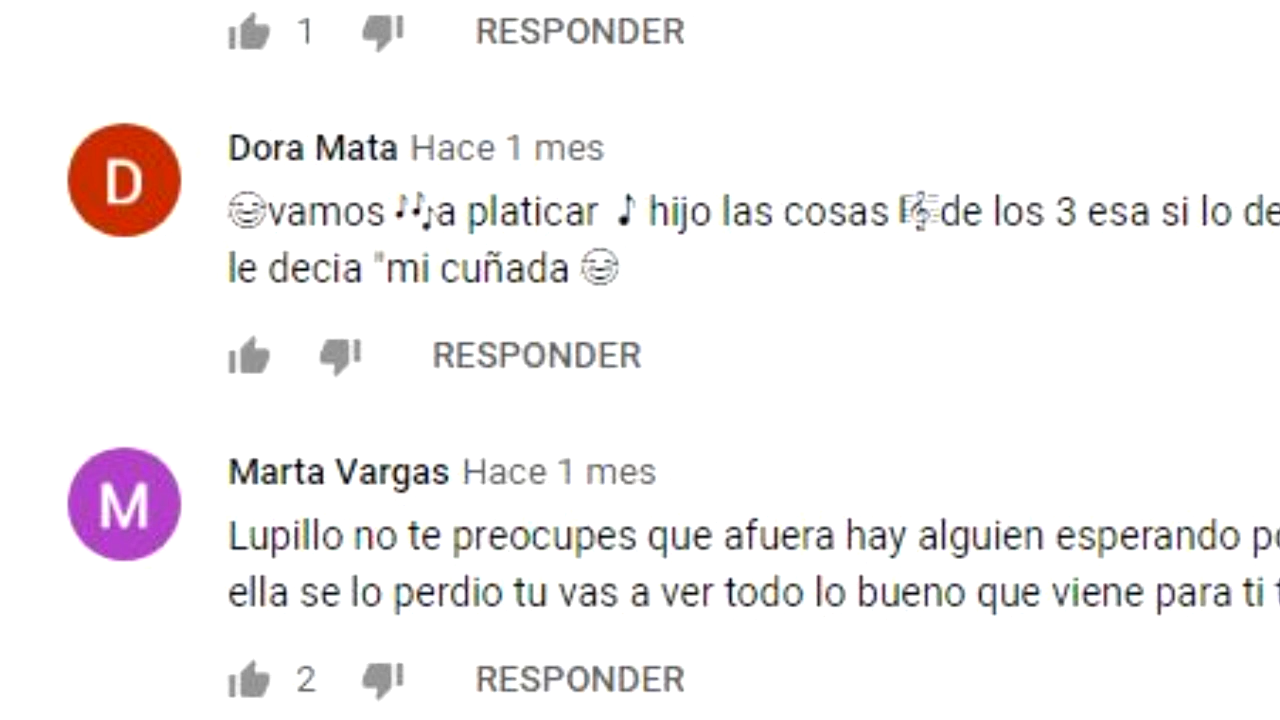 1 RESPONDER
D
Dora Mata Hace 1 mes
😅vamos 🎶a platicar 🎵 hijo las cosas 🎼de los 3 esa si lo de
le decia "mi cuñada 😅
RESPONDER
M
Marta Vargas Hace 1 mes
Lupillo no te preocupes que afuera hay alguien esperando
ella se lo perdio tu vas a ver todo lo bueno que viene para ti
2 RESPONDER